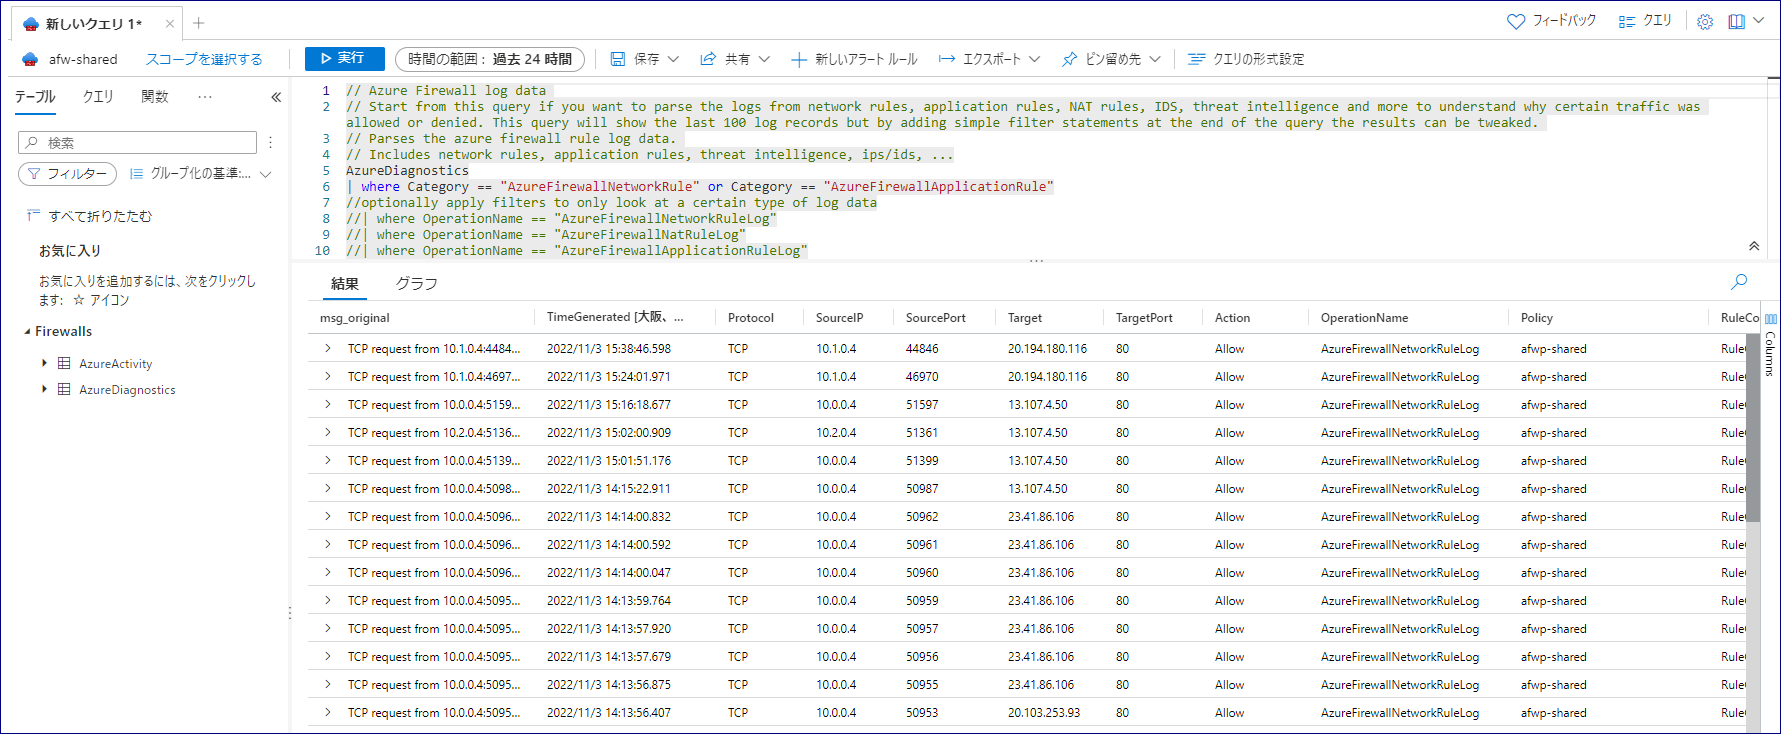 新しいクエリ 1*
フィードバック
クエリ
afw-shared
スコープを選択する
実行
時間の範囲 : 過去 24 時間
保存
共有
新しいアラート ルール
エクスポート
ピン留め先
クエリの形式設定
テーブル
クエリ
関数
...
検索
フィルター
グループ化の基準:...
すべて折りたたむ
お気に入り
お気に入りを追加するには、次をクリックし
ます: ☆ アイコン
Firewalls
AzureActivity
AzureDiagnostics
1 // Azure Firewall log data
2 // Start from this query if you want to parse the logs from network rules, application rules, NAT rules, IDS, threat intelligence and more to understand why certain traffic was
allowed or denied. This query will show the last 100 log records but by adding simple filter statements at the end of the query the results can be tweaked.
3 // Parses the azure firewall rule log data.
4 // Includes network rules, application rules, threat intelligence, ips/ids, ...
5 AzureDiagnostics
6 | where Category == "AzureFirewallNetworkRule" or Category == "AzureFirewallApplicationRule"
7 //optionally apply filters to only look at a certain type of log data
8 //| where OperationName == "AzureFirewallNetworkRuleLog"
9 //| where OperationName == "AzureFirewallNatRuleLog"
10 //| where OperationName == "AzureFirewallApplicationRuleLog"
結果
グラフ
msg_original TimeGenerated [大阪、... Protocol SourceIP SourcePort Target TargetPort Action OperationName Policy RuleCo
TCP request from 10.1.0.4:4484... 2022/11/3 15:38:46.598 TCP 10.1.0.4 44846 20.194.180.116 80 Allow AzureFirewallNetworkRuleLog afwp-shared Rule
TCP request from 10.1.0.4:4697... 2022/11/3 15:24:01.971 TCP 10.1.0.4 46970 20.194.180.116 80 Allow AzureFirewallNetworkRuleLog afwp-shared Rule
TCP request from 10.0.0.4:5159... 2022/11/3 15:16:18.677 TCP 10.0.0.4 51597 13.107.4.50 80 Allow AzureFirewallNetworkRuleLog afwp-shared Rule
TCP request from 10.2.0.4:5136... 2022/11/3 15:02:00.909 TCP 10.2.0.4 51361 13.107.4.50 80 Allow AzureFirewallNetworkRuleLog afwp-shared Rule
TCP request from 10.0.0.4:5139... 2022/11/3 15:01:51.176 TCP 10.0.0.4 51399 13.107.4.50 80 Allow AzureFirewallNetworkRuleLog afwp-shared Rule
TCP request from 10.0.0.4:5098... 2022/11/3 14:15:22.911 TCP 10.0.0.4 50987 13.107.4.50 80 Allow AzureFirewallNetworkRuleLog afwp-shared Rule
TCP request from 10.0.0.4:5096... 2022/11/3 14:14:00.832 TCP 10.0.0.4 50962 23.41.86.106 80 Allow AzureFirewallNetworkRuleLog afwp-shared Rule
TCP request from 10.0.0.4:5096... 2022/11/3 14:14:00.592 TCP 10.0.0.4 50961 23.41.86.106 80 Allow AzureFirewallNetworkRuleLog afwp-shared Rule
TCP request from 10.0.0.4:5096... 2022/11/3 14:14:00.047 TCP 10.0.0.4 50960 23.41.86.106 80 Allow AzureFirewallNetworkRuleLog afwp-shared Rule
TCP request from 10.0.0.4:5095... 2022/11/3 14:13:59.764 TCP 10.0.0.4 50959 23.41.86.106 80 Allow AzureFirewallNetworkRuleLog afwp-shared Rule
TCP request from 10.0.0.4:5095... 2022/11/3 14:13:57.920 TCP 10.0.0.4 50957 23.41.86.106 80 Allow AzureFirewallNetworkRuleLog afwp-shared Rule
TCP request from 10.0.0.4:5095... 2022/11/3 14:13:57.679 TCP 10.0.0.4 50956 23.41.86.106 80 Allow AzureFirewallNetworkRuleLog afwp-shared Rule
TCP request from 10.0.0.4:5095... 2022/11/3 14:13:56.875 TCP 10.0.0.4 50955 23.41.86.106 80 Allow AzureFirewallNetworkRuleLog afwp-shared Rule
TCP request from 10.0.0.4:5095... 2022/11/3 14:13:56.407 TCP 10.0.0.4 50953 20.103.253.93 80 Allow AzureFirewallNetworkRuleLog afwp-shared Rule
Columns